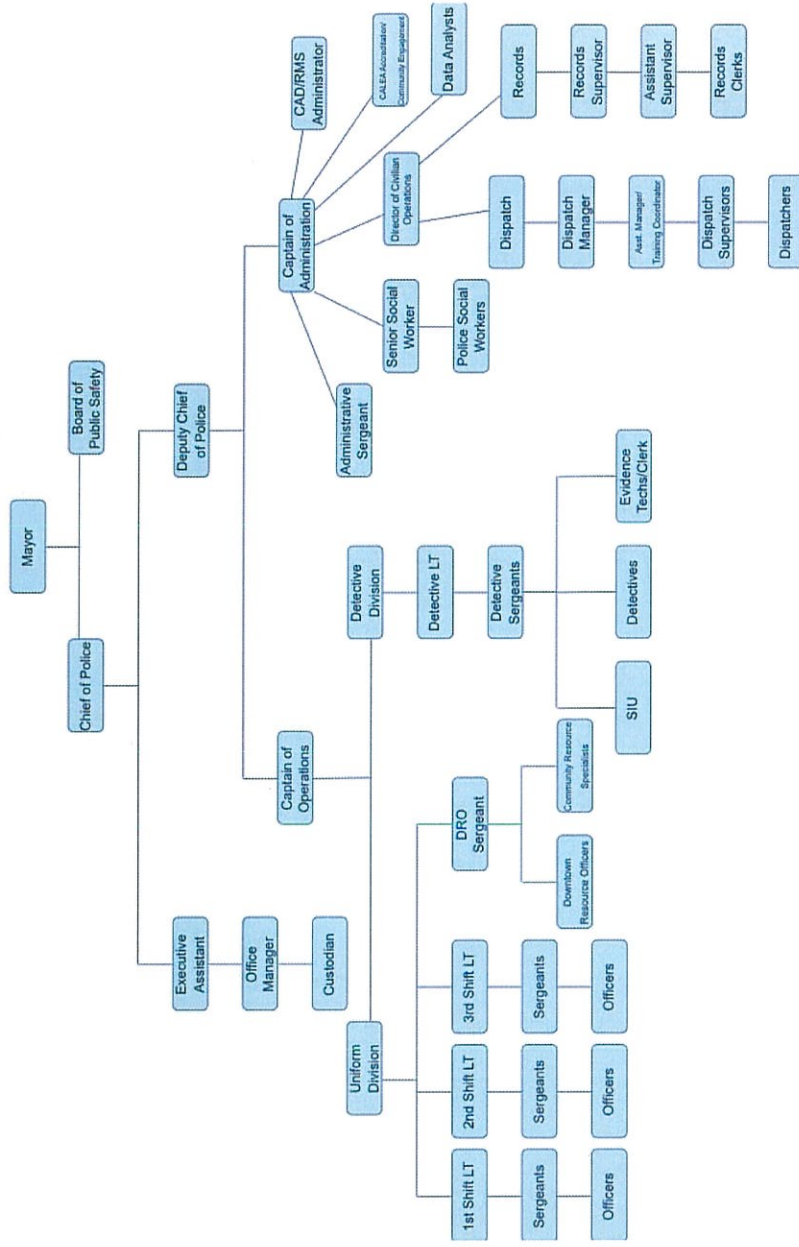 Mayor
Chief of Police
Board of
Public Safety
Executive
Assistant
Office
Manager
Custodian
Deputy Chief
of Police
Captain of
Operations
Captain of
Administration
Uniform
Division
Detective
Division
1st Shift LT
Sergeants
Officers
2nd Shift LT
Sergeants
Officers
3rd Shift LT
Sergeants
Officers
DRO
Sergeant
Downtown
Resource Officers
Community Resource
Specialists
Detective LT
Detective
Sergeants
SIU
Detectives
Evidence
Techs/Clerk
Administrative
Sergeant
Senior Social
Worker
Police Social
Workers
Director of Civilian
Operations
Dispatch
Dispatch
Manager
Asst. Manager/
Training Coordinator
Dispatch
Supervisors
Dispatchers
Records
Records
Supervisor
Assistant
Supervisor
Records
Clerks
Data Analysts
CALEA Accreditation/
Community Engagement
CAD/RMS
Administrator